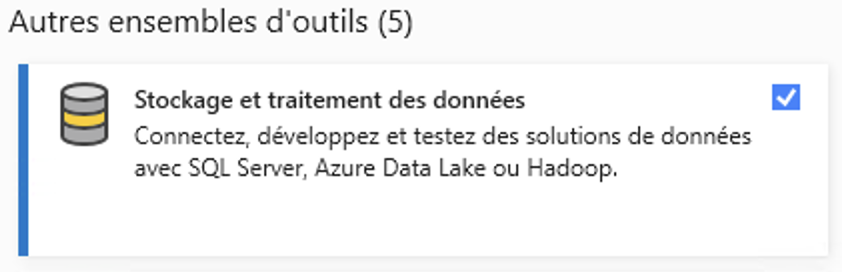 Autres ensembles d'outils (5)
Stockage et traitement des données
Connectez, développez et testez des solutions de données
avec SQL Server, Azure Data Lake ou Hadoop.